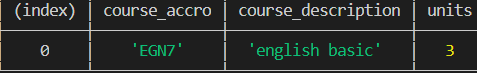 (index) course_accro course_description units
0 'EGN7' 'english basic' 3